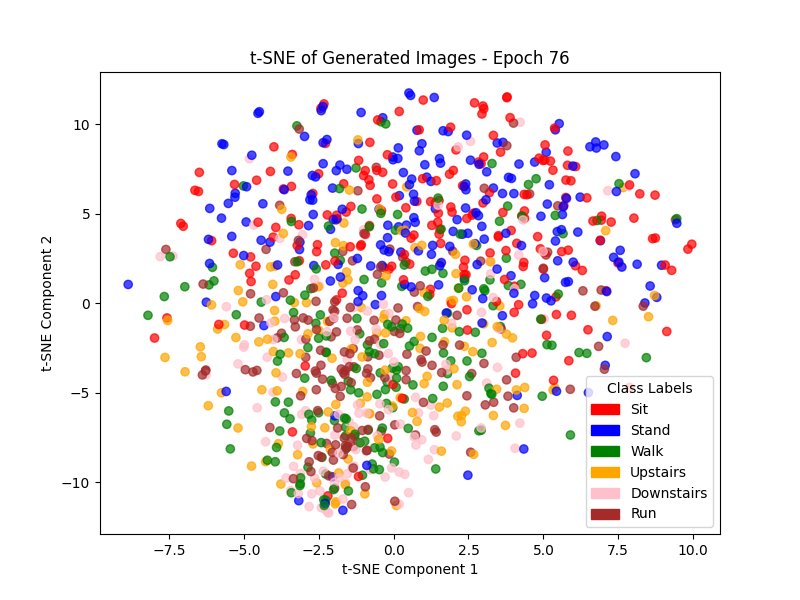 t-SNE of Generated Images - Epoch 76
t-SNE Component 2
10
5
0
−5
−10
Class Labels
Sit
Stand
Walk
Upstairs
Downstairs
Run
−7.5 −5.0 −2.5 0.0 2.5 5.0 7.5 10.0
t-SNE Component 1